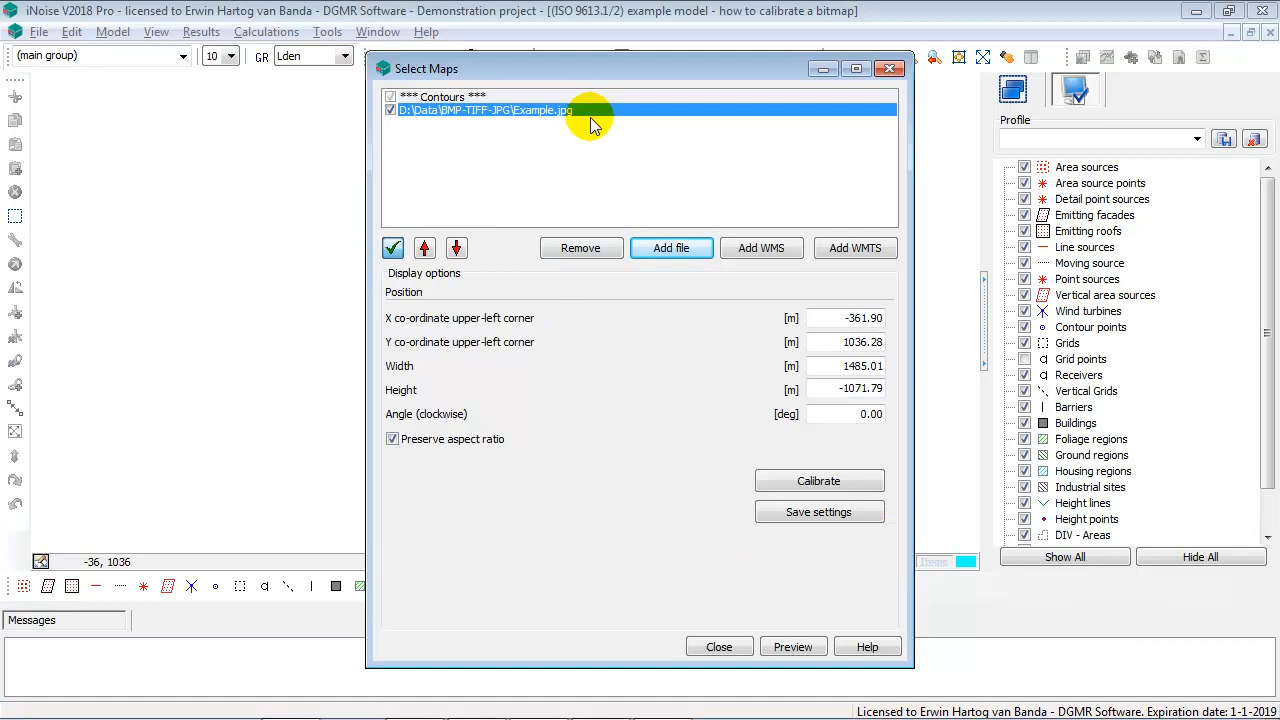 iNoise V2018 Pro - licensed to Erwin Hartog van Banda - DGMR Software - Demonstration project - [(ISO 9613.1/2) example model - how to calibrate a bitmap]
File Edit Model View Results Calculations Tools Window Help
(main group) 10 GR Lden
Select Maps
*** Contours ***
D:\Data\BMP-TIFF-JPG\Example.jpg
Remove Add file Add WMS Add WMTS
Display options
Position
X co-ordinate upper-left corner [m] -361.90
Y co-ordinate upper-left corner [m] 1036.28
Width [m] 1485.01
Height [m] -1071.79
Angle (clockwise) [deg] 0.00
Preserve aspect ratio
Calibrate
Save settings
Close Preview Help
Profile
Area sources
Area source points
Detail point sources
Emitting facades
Emitting roofs
Line sources
Moving source
Point sources
Vertical area sources
Wind turbines
Contour points
Grids
Grid points
Receivers
Vertical Grids
Barriers
Buildings
Foliage regions
Ground regions
Housing regions
Industrial sites
Height lines
Height points
DIV - Areas
Show All Hide All
-36, 1036
Items
Messages
Licensed to Erwin Hartog van Banda - DGMR Software. Expiration date: 1-1-2019